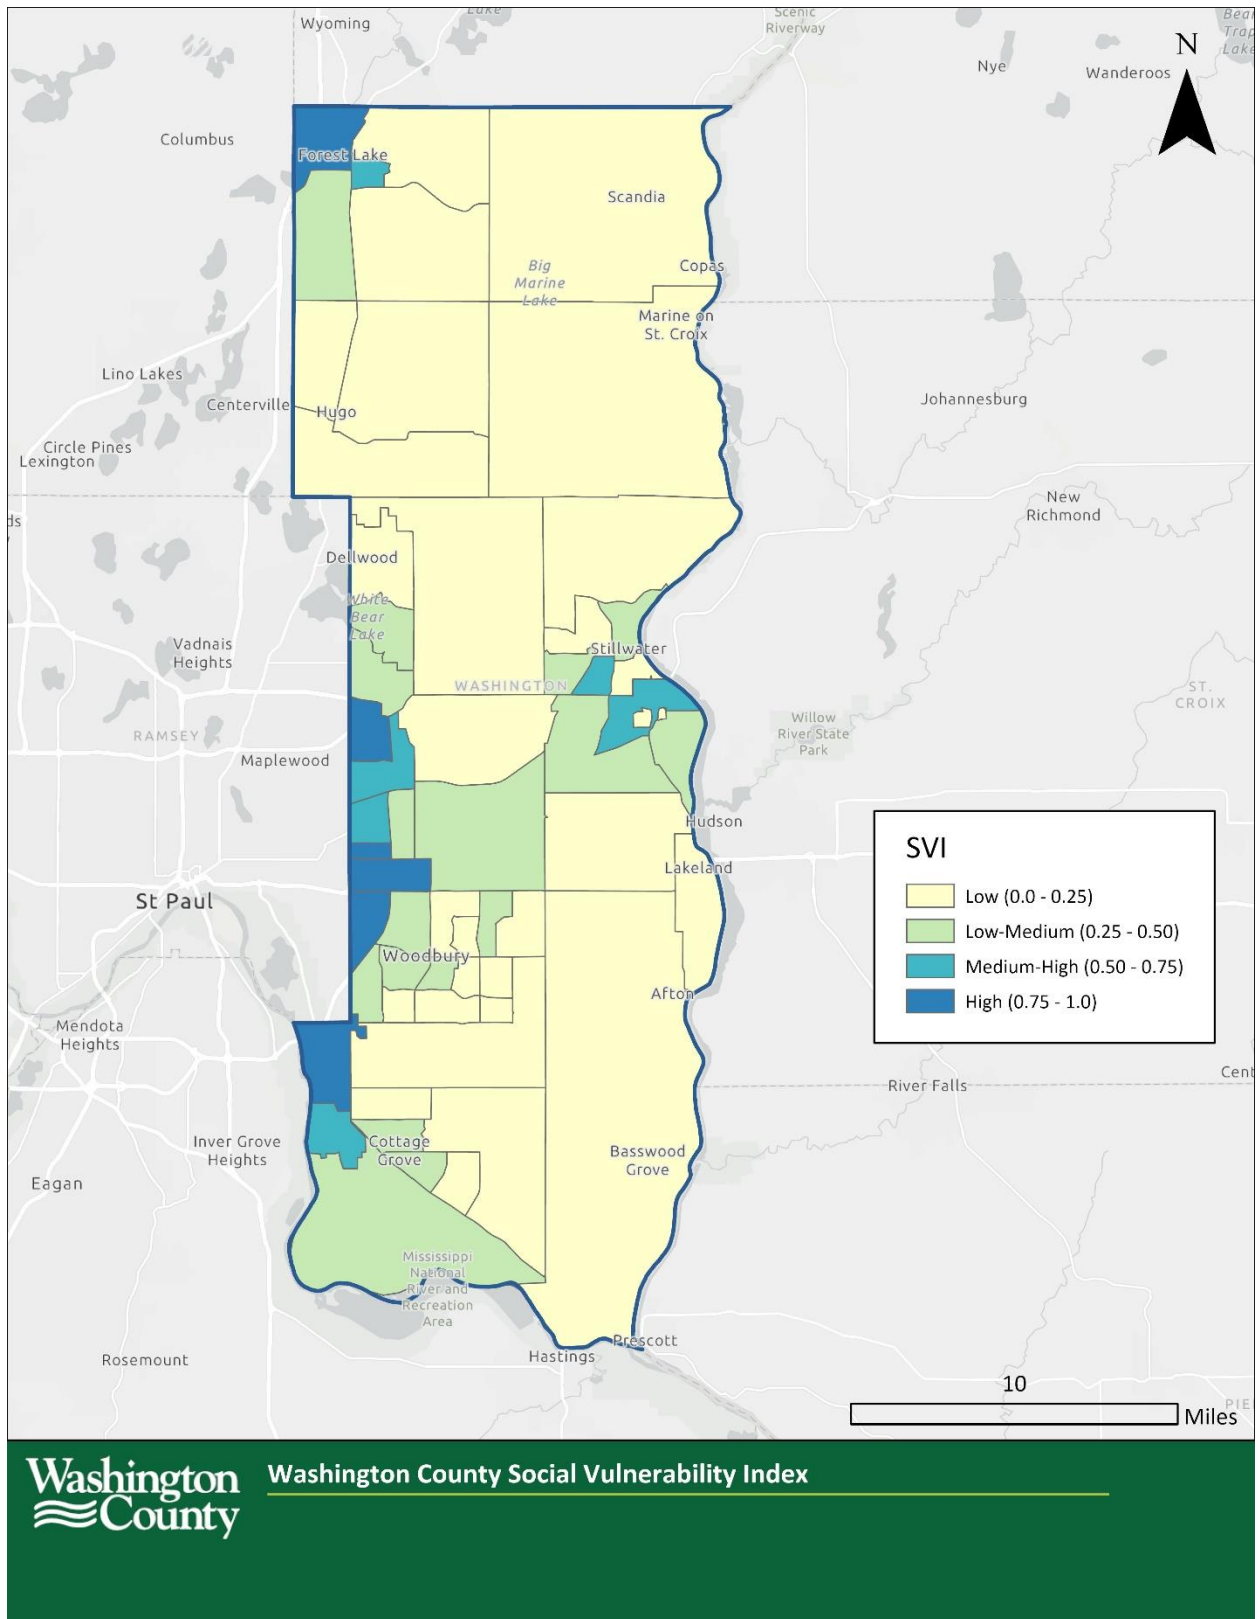 Lake
Wyoming
Scenic
Riverway
Bear
Trap
Lake
Nye
Wanderoos
N
Columbus
Forest Lake
Scandia
Big
Marine
Lake
Copas
Marine on
St. Croix
Lino Lakes
Centerville
Hugo
Johannesburg
Circle Pines
Lexington
New
Richmond
ds
Dellwood
White
Bear
Lake
Vadnais
Heights
Stillwater
WASHINGTON
ST.
CROIX
RAMSEY
Maplewood
Willow
River State
Park
Hudson
Lakeland
St Paul
Woodbury
Afton
SVI
Low (0.0 - 0.25)
Low-Medium (0.25 - 0.50)
Medium-High (0.50 - 0.75)
High (0.75 - 1.0)
Mendota
Heights
Cent
River Falls
Inver Grove
Heights
Cottage
Grove
Basswood
Grove
Eagan
Mississippi
National
River and
Recreation
Area
Prescott
Hastings
Rosemount
10
Miles
PIE
Washington
County
Washington County Social Vulnerability Index